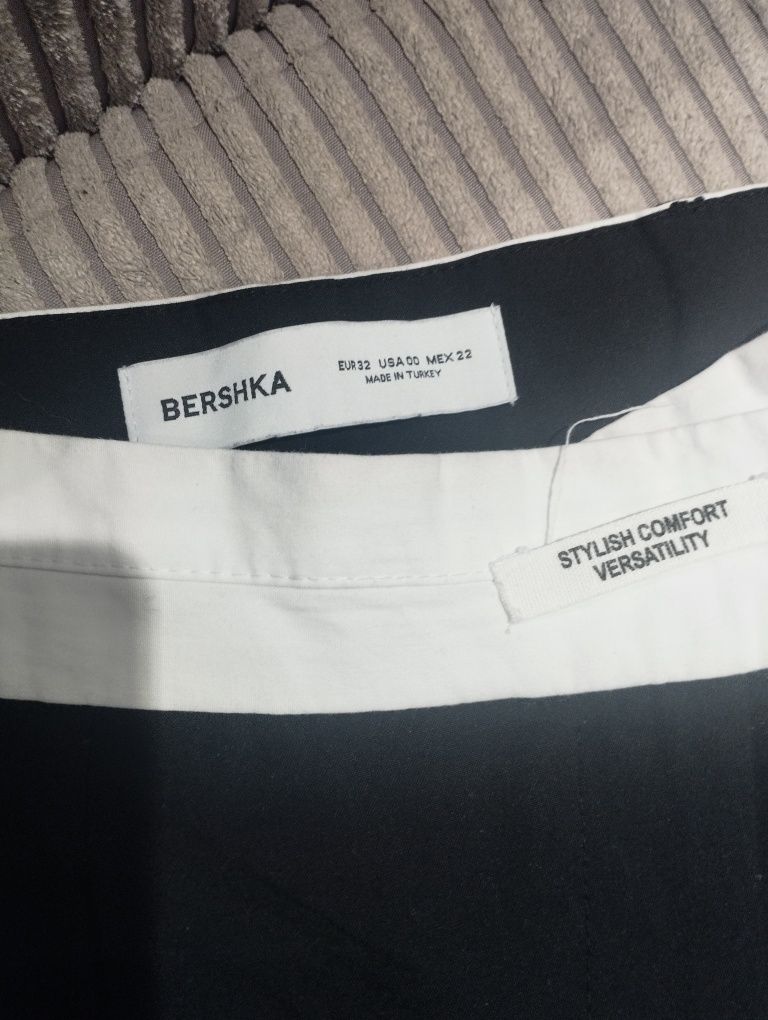 BERSHKA
EUR 32 USA 00 MEX 22
MADE IN TURKEY
STYLISH COMFORT
VERSATILITY